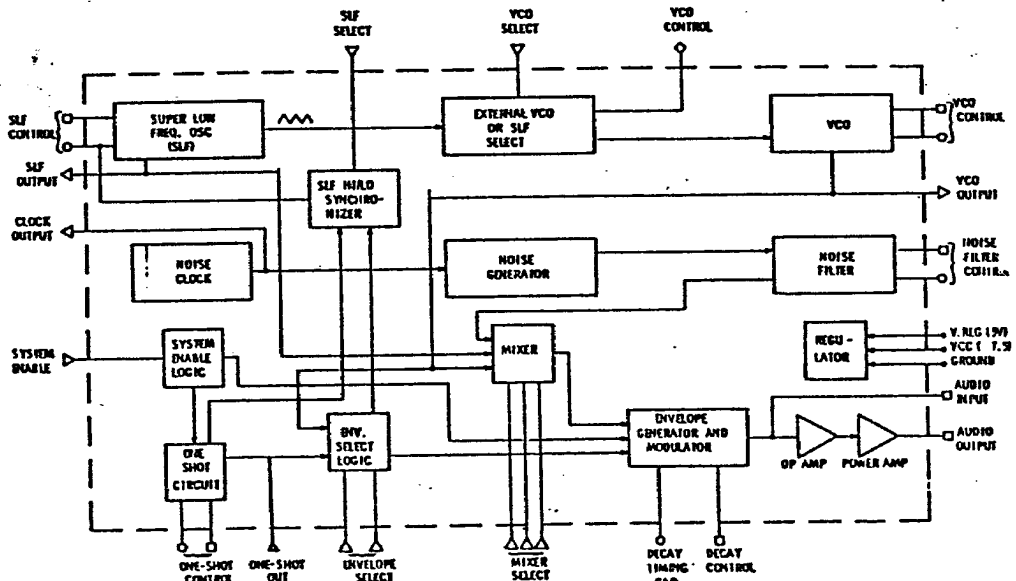 SLF
SELECT
VCO
SELECT
VCO
CONTROL
SLF
CONTROL
SUPER LOW
FREQ. OSC
(SLF)
EXTERNAL VCO
OR SLF
SELECT
VCO
VCO
CONTROL
SLF
OUTPUT
SLF
SYNCHRO-
NIZER
VCO
OUTPUT
CLOCK
OUTPUT
NOISE
CLOCK
NOISE
GENERATOR
NOISE
FILTER
NOISE
FILTER
SYSTEM
ENABLE
SYSTEM
ENABLE
LOGIC
MIXER
REGU-
LATOR
GROUND
AUDIO
INPUT
ONE
SHOT
CIRCUIT
ENV.
SELECT
LOGIC
ENVELOPE
GENERATOR AND
MODULATOR
OP AMP
POWER AMP
AUDIO
OUTPUT
ONE-SHOT
CONTROL
ONE-SHOT
OUT
ENVELOPE
SELECT
MIXER
SELECT
DECAY
TIMING
DECAY
CONTROL